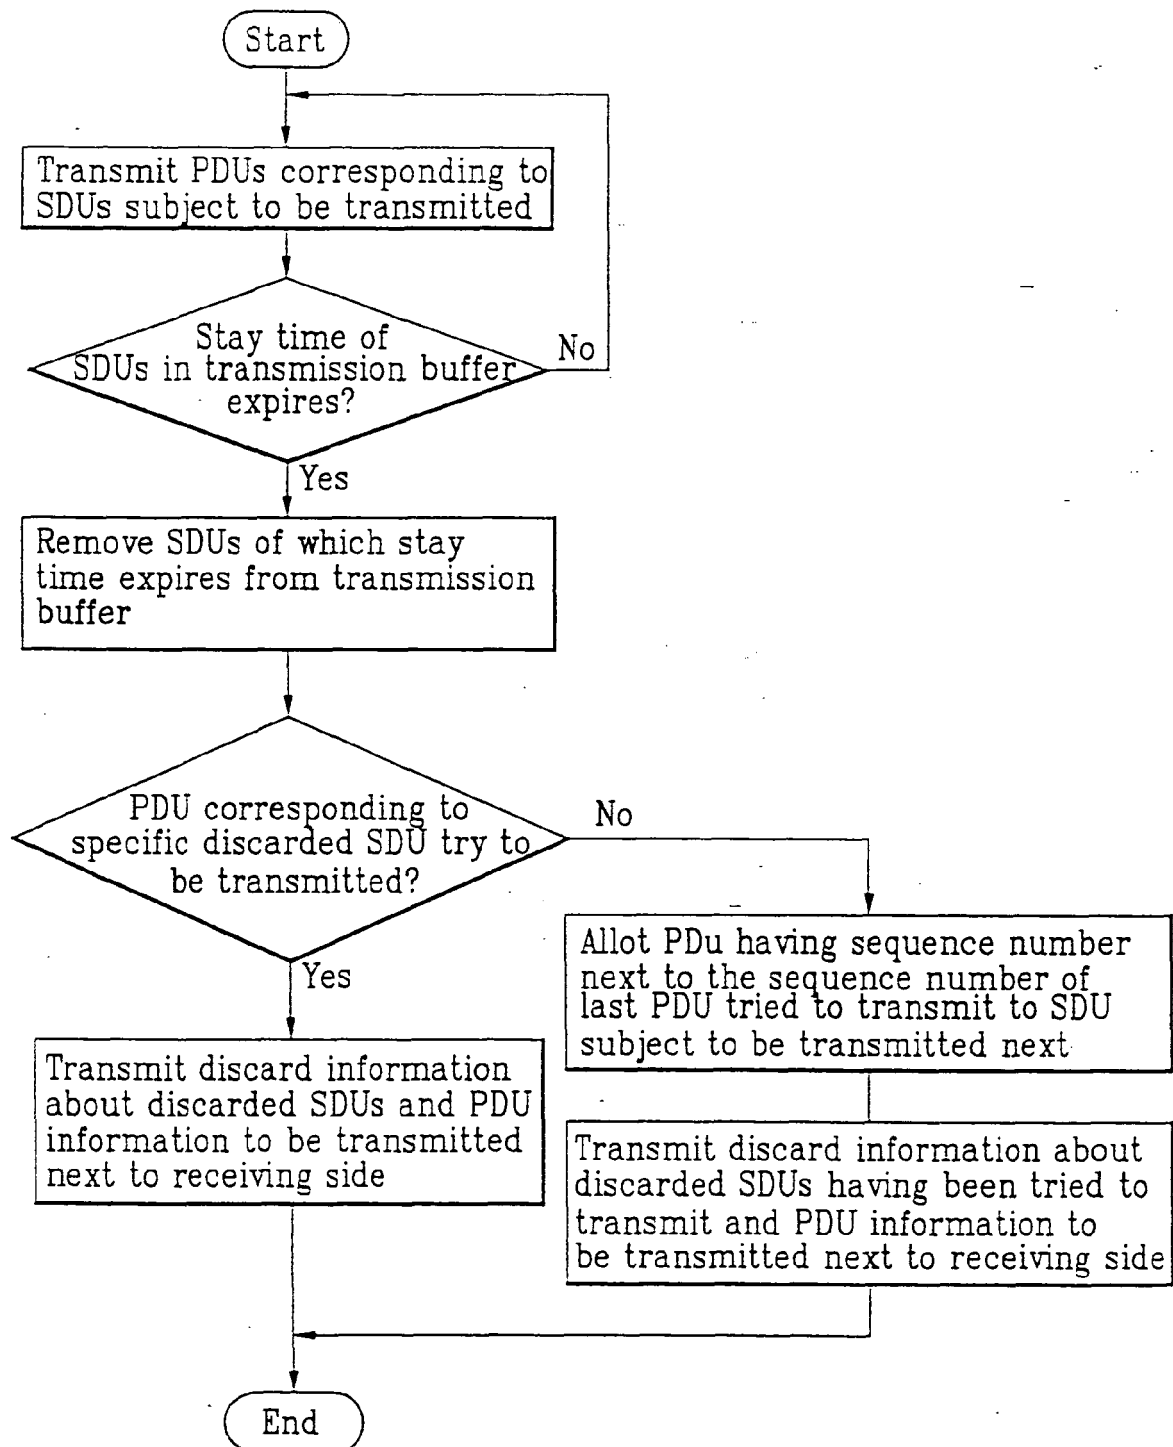 Start
Transmit PDUs corresponding to
SDUs subject to be transmitted
Stay time of
SDUs in transmission buffer
expires?
No
Yes
Remove SDUs of which stay
time expires from transmission
buffer
PDU corresponding to
specific discarded SDU try to
be transmitted?
No
Yes
Allot PDu having sequence number
next to the sequence number of
last PDU tried to transmit to SDU
subject to be transmitted next
Transmit discard information
about discarded SDUs and PDU
information to be transmitted
next to receiving side
Transmit discard information about
discarded SDUs having been tried to
transmit and PDU information to
be transmitted next to receiving side
End